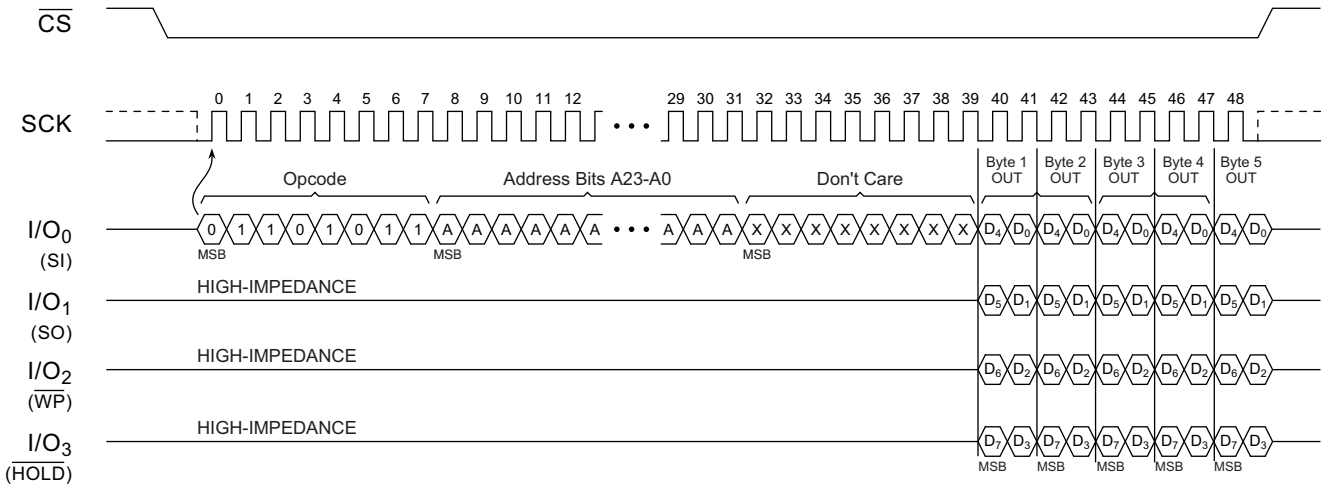 CS
SCK
0 1 2 3 4 5 6 7 8 9 10 11 12 29 30 31 32 33 34 35 36 37 38 39 40 41 42 43 44 45 46 47 48
Opcode
Address Bits A23-A0
Don't Care
Byte 1 OUT
Byte 2 OUT
Byte 3 OUT
Byte 4 OUT
Byte 5 OUT
I/O0 (SI)
0 1 1 0 1 0 1 1 A A A A A A • • • A A A X X X X X X X X D4 D0 D4 D0 D4 D0 D4 D0 D4 D0
MSB MSB MSB
I/O1 (SO)
HIGH-IMPEDANCE
D5 D1 D5 D1 D5 D1 D5 D1 D5 D1
I/O2 (WP)
HIGH-IMPEDANCE
D6 D2 D6 D2 D6 D2 D6 D2 D6 D2
I/O3 (HOLD)
HIGH-IMPEDANCE
D7 D3 D7 D3 D7 D3 D7 D3 D7 D3
MSB MSB MSB MSB MSB